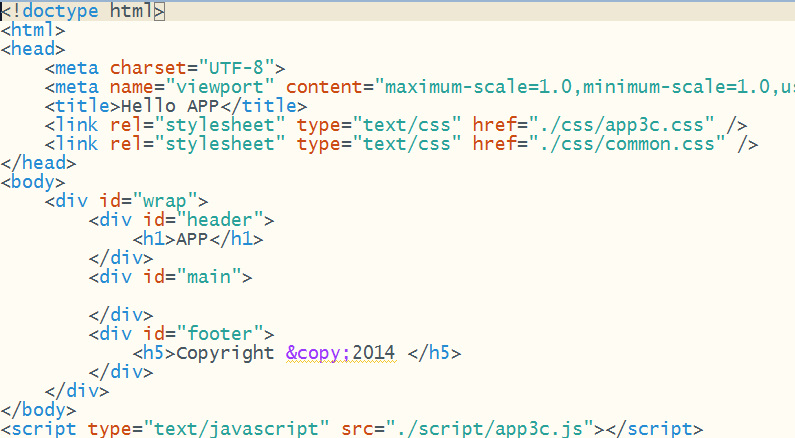 <!doctype html>
<html>
<head>
    <meta charset="UTF-8">
    <meta name="viewport" content="maximum-scale=1.0,minimum-scale=1.0,us
    <title>Hello APP</title>
    <link rel="stylesheet" type="text/css" href="./css/app3c.css" />
    <link rel="stylesheet" type="text/css" href="./css/common.css" />
</head>
<body>
    <div id="wrap">
        <div id="header">
            <h1>APP</h1>
        </div>
        <div id="main">

        </div>
        <div id="footer">
            <h5>Copyright &copy;2014 </h5>
        </div>
    </div>
</body>
<script type="text/javascript" src="./script/app3c.js"></script>